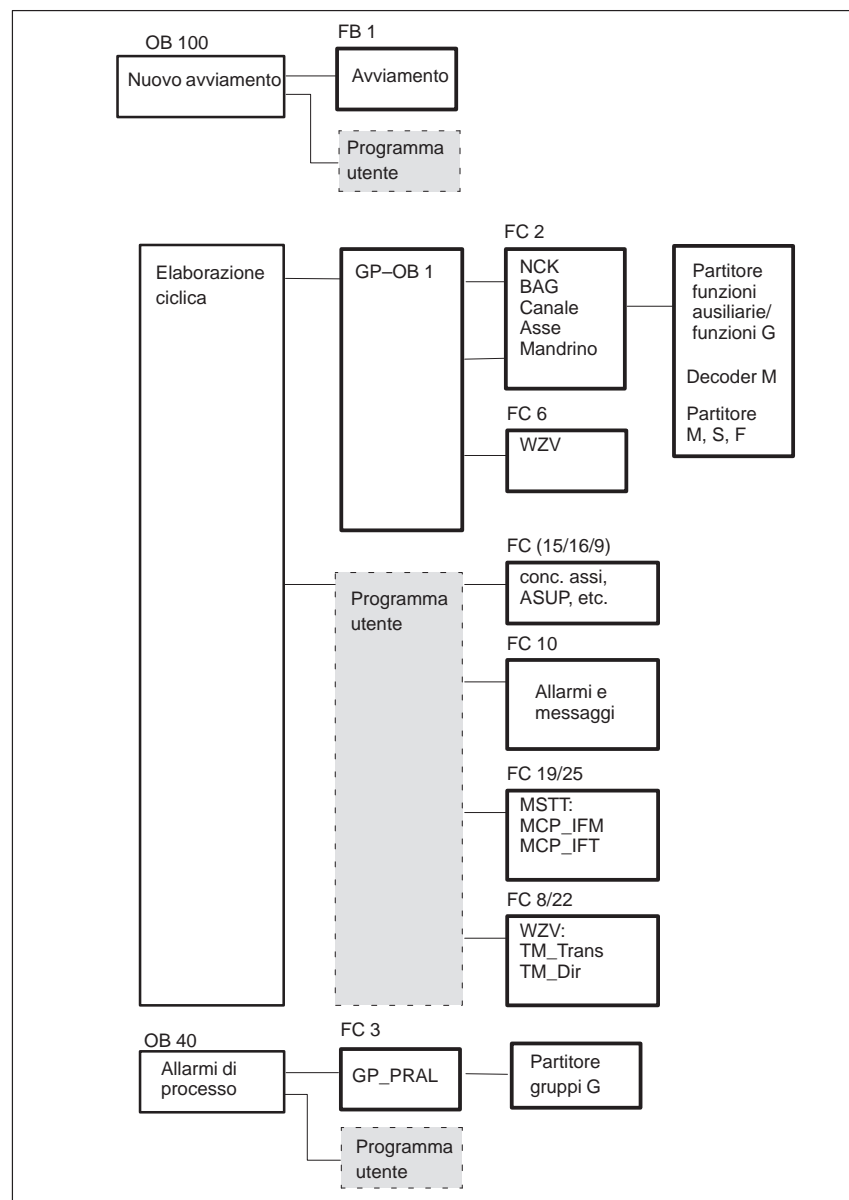 OB 100
FB 1
Nuovo avviamento
Avviamento
Programma
utente
Elaborazione
ciclica
GP–OB 1
FC 2
NCK
BAG
Canale
Asse
Mandrino
Partitore
funzioni
ausiliarie/
funzioni G
Decoder M
Partitore
M, S, F
FC 6
WZV
Programma
utente
FC (15/16/9)
conc. assi,
ASUP, etc.
FC 10
Allarmi e
messaggi
FC 19/25
MSTT:
MCP_IFM
MCP_IFT
FC 8/22
WZV:
TM_Trans
TM_Dir
OB 40
Allarmi di
processo
FC 3
GP_PRAL
Partitore
gruppi G
Programma
utente